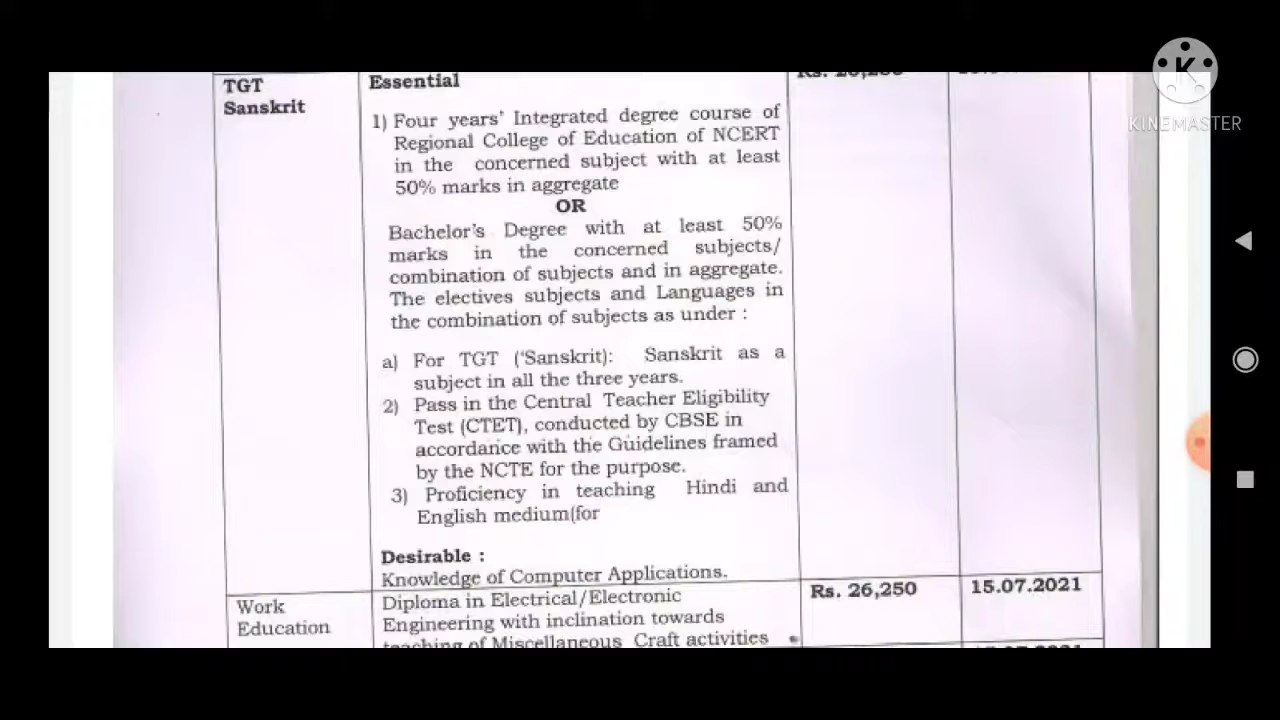 TGT
Sanskrit
Essential
1) Four years' Integrated degree course of
Regional College of Education of NCERT
in the concerned subject with at least
50% marks in aggregate
OR
Bachelor's Degree with at least 50%
marks in the concerned subjects/
combination of subjects and in aggregate.
The electives subjects and Languages in
the combination of subjects as under :
a) For TGT ('Sanskrit): Sanskrit as a
subject in all the three years.
2) Pass in the Central Teacher Eligibility
Test (CTET), conducted by CBSE in
accordance with the Guidelines framed
by the NCTE for the purpose.
3) Proficiency in teaching Hindi and
English medium(for
Desirable :
Knowledge of Computer Applications.
Work
Education
Diploma in Electrical/Electronic
Engineering with inclination towards
teaching of Miscellaneous Craft activities
Rs. 26,250
15.07.2021
K
KINEMASTER